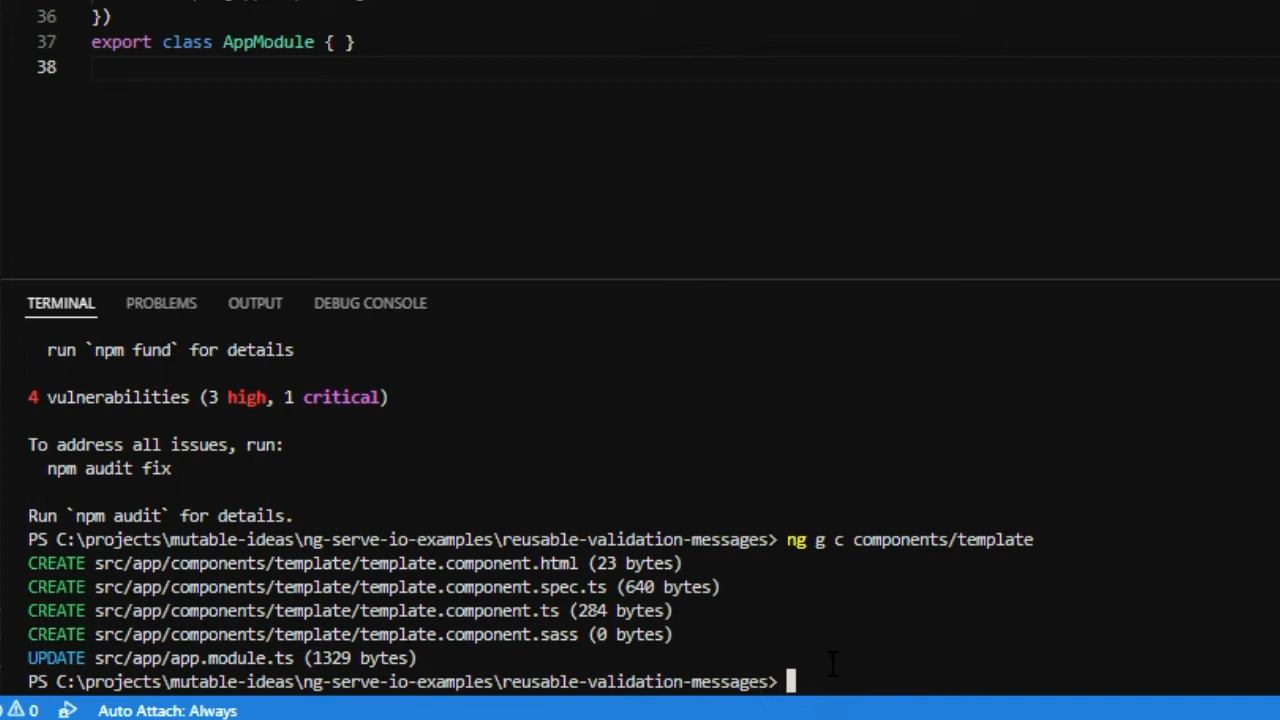 36 })
37 export class AppModule { }
38
TERMINAL PROBLEMS OUTPUT DEBUG CONSOLE
run `npm fund` for details
4 vulnerabilities (3 high, 1 critical)
To address all issues, run:
npm audit fix
Run `npm audit` for details.
PS C:\projects\mutable-ideas\ng-serve-io-examples\reusable-validation-messages> ng g c components/template
CREATE src/app/components/template/template.component.html (23 bytes)
CREATE src/app/components/template/template.component.spec.ts (640 bytes)
CREATE src/app/components/template/template.component.ts (284 bytes)
CREATE src/app/components/template/template.component.sass (0 bytes)
UPDATE src/app/app.module.ts (1329 bytes)
PS C:\projects\mutable-ideas\ng-serve-io-examples\reusable-validation-messages>
0 Auto Attach: Always